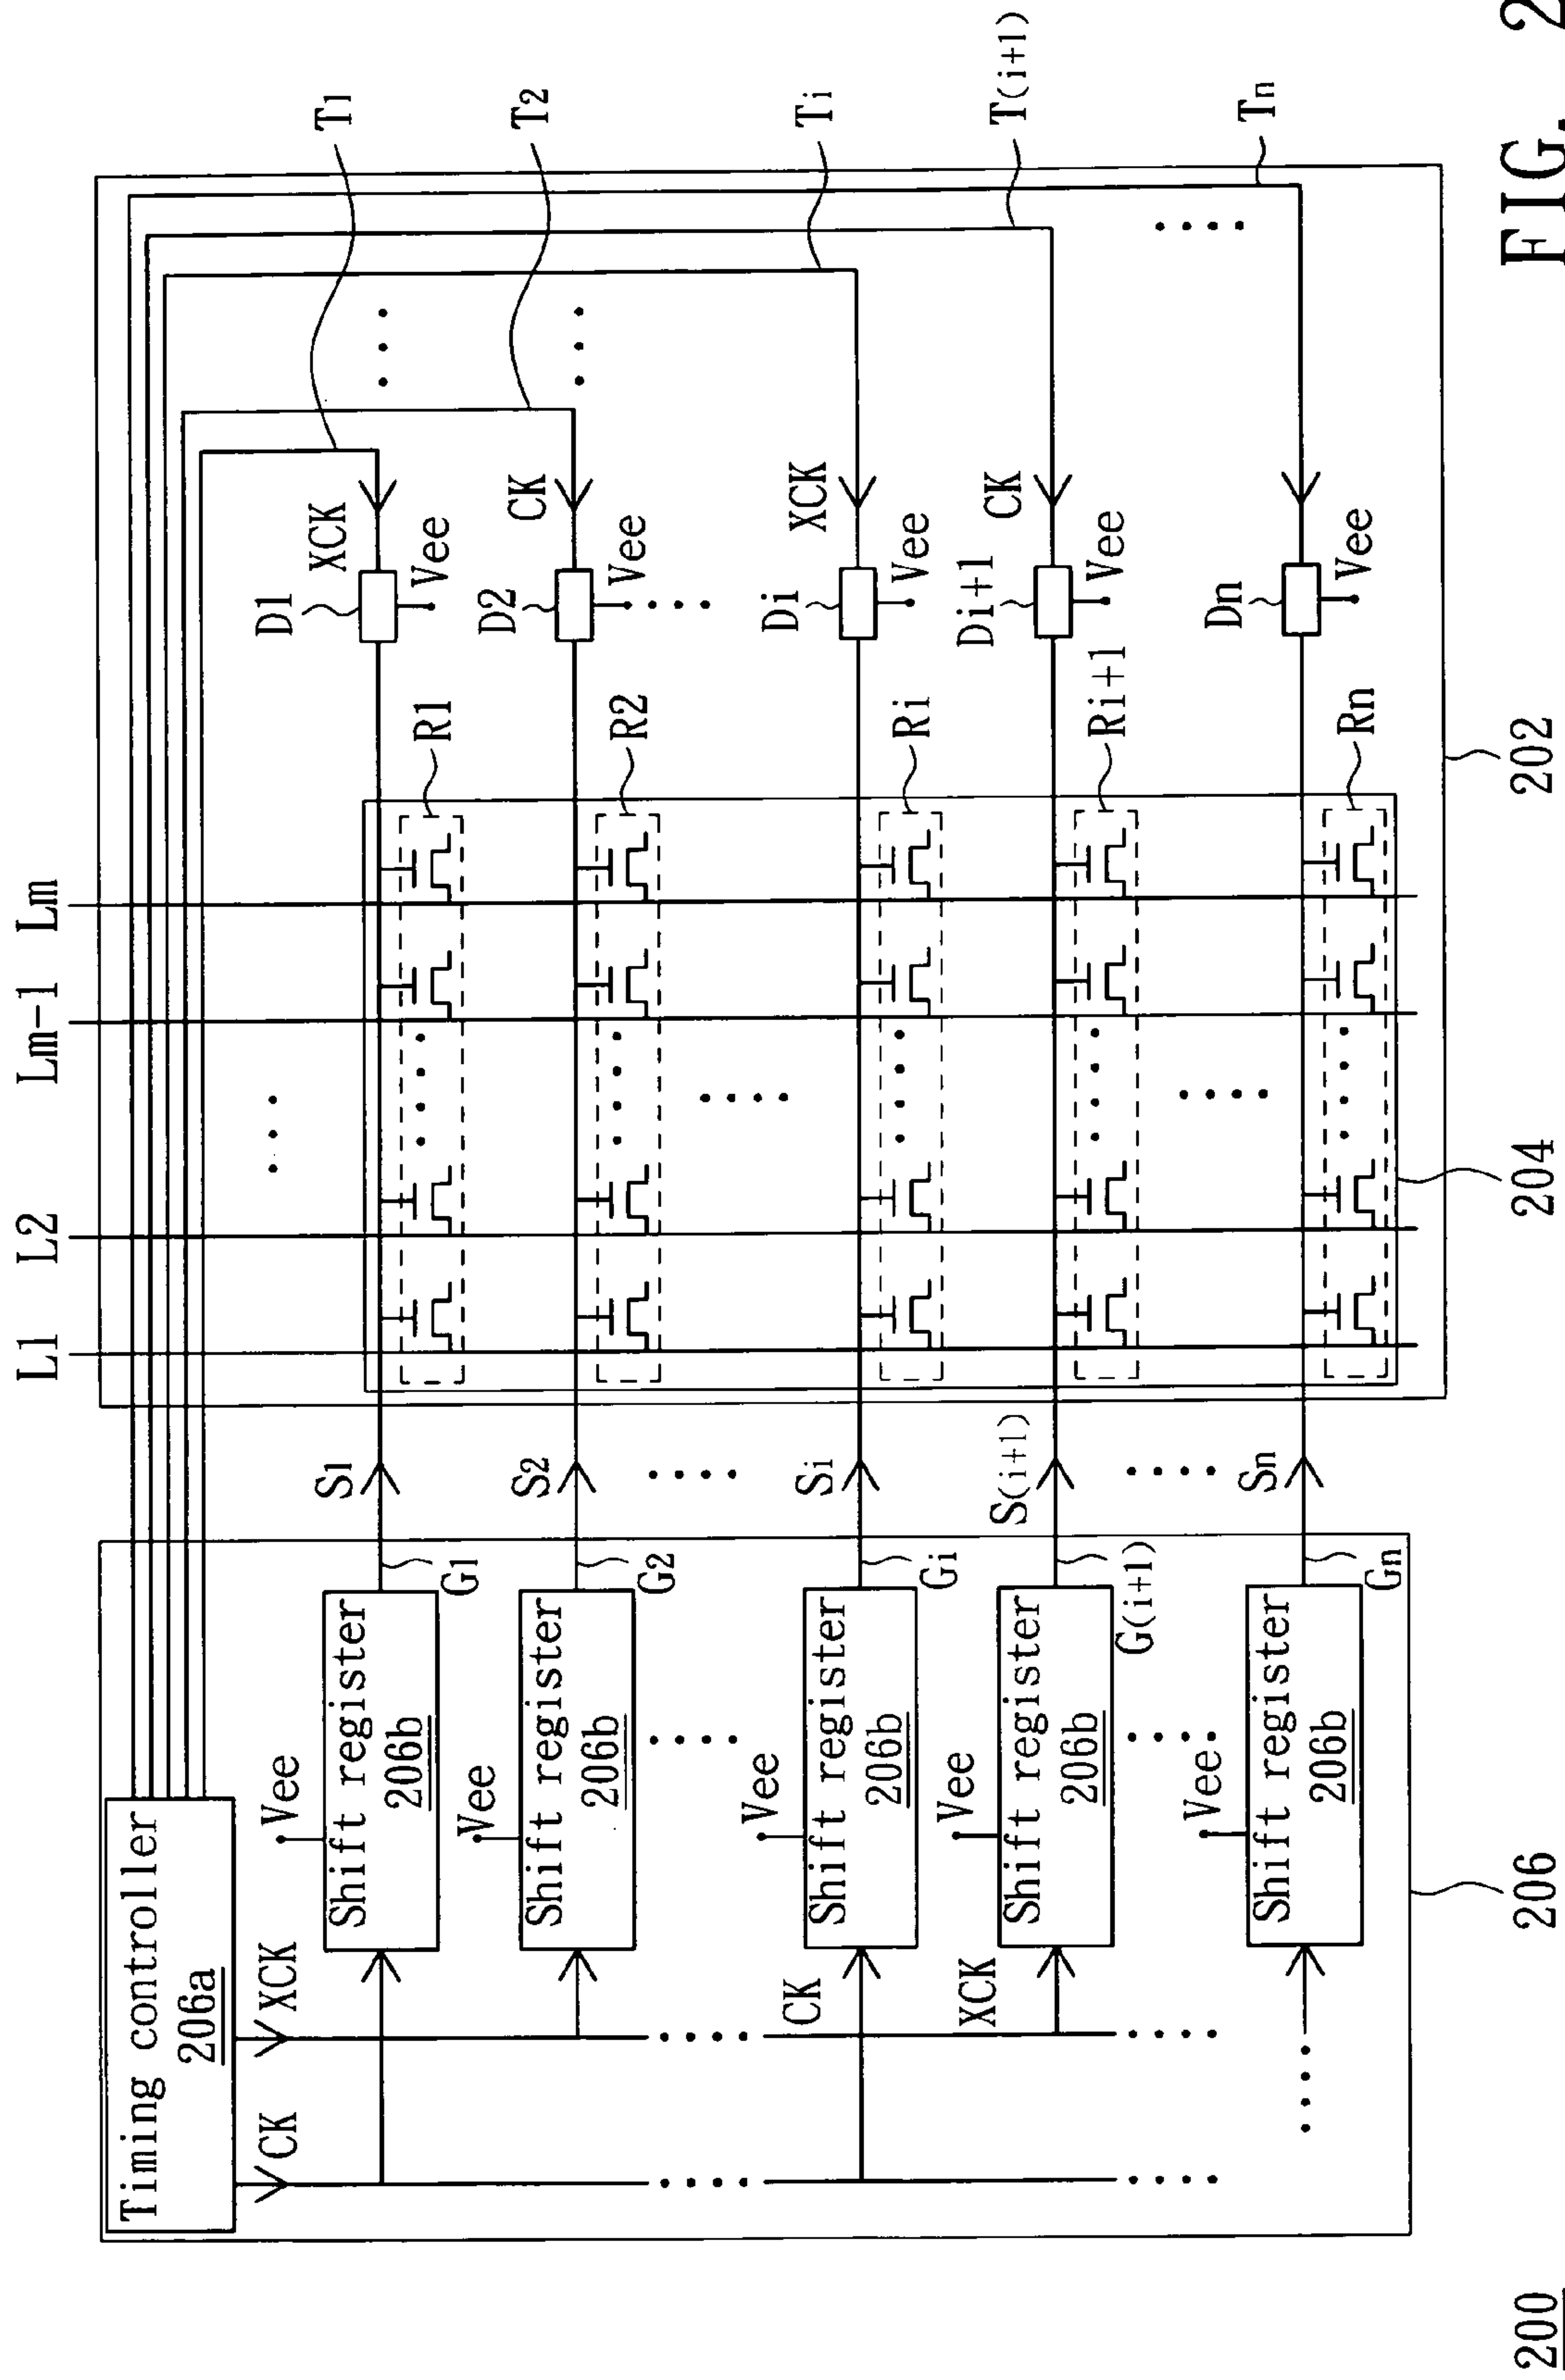 Timing controller
206a
CK
XCK
Vee
Shift register
206b
G1
S1
Vee
Shift register
206b
G2
S2
Vee
CK
Shift register
206b
Gi
Si
Vee
XCK
Shift register
206b
G(i+1)
S(i+1)
Vee
Shift register
206b
Gn
Sn
L1
L2
Lm-1
Lm
R1
R2
Ri
Ri+1
Rn
D1
XCK
Vee
T1
D2
CK
Vee
T2
Di
XCK
Vee
Ti
Di+1
CK
Vee
T(i+1)
Dn
Vee
Tn
206
204
202
200
FIG. 2